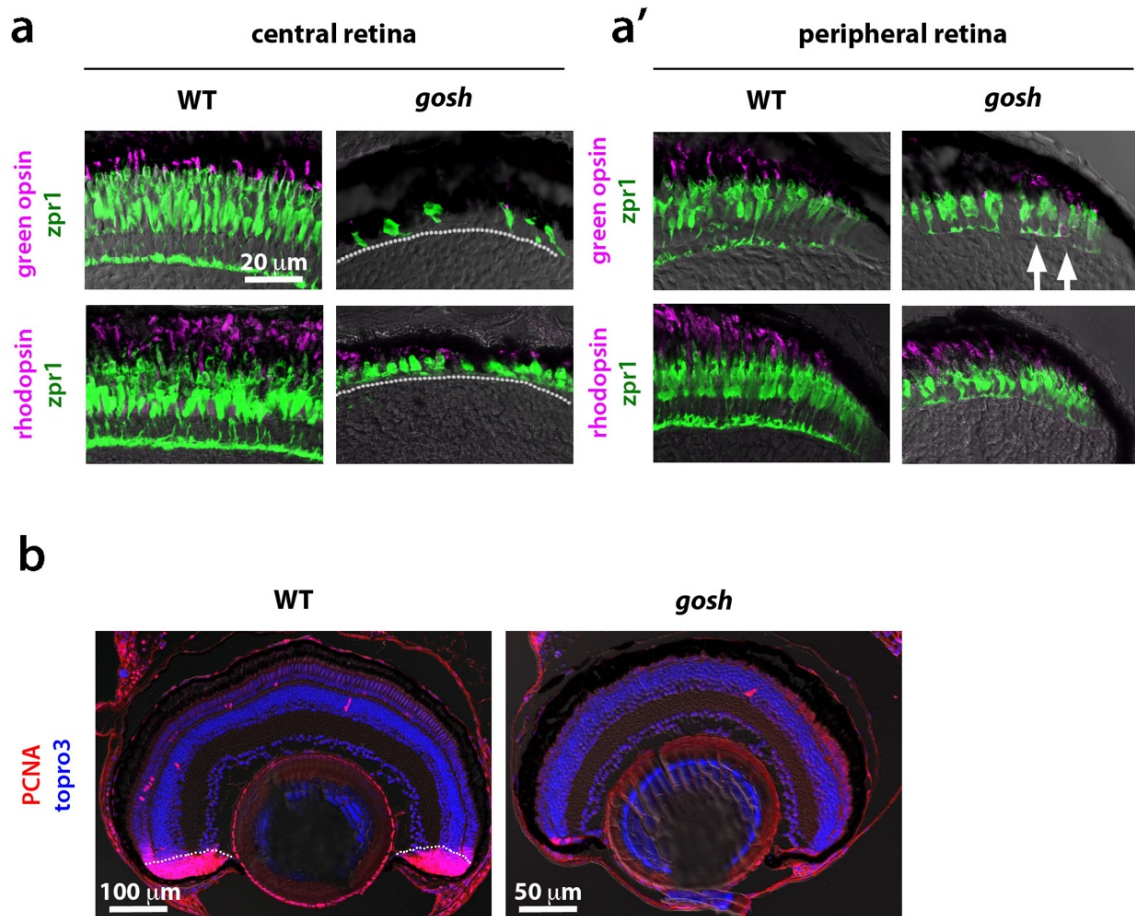 a
central retina
WT
gosh
a'
peripheral retina
WT
gosh
green opsin
zpr1
20 μm
green opsin
zpr1
rhodopsin
zpr1
rhodopsin
zpr1
b
WT
gosh
PCNA
topro3
100 μm
50 μm